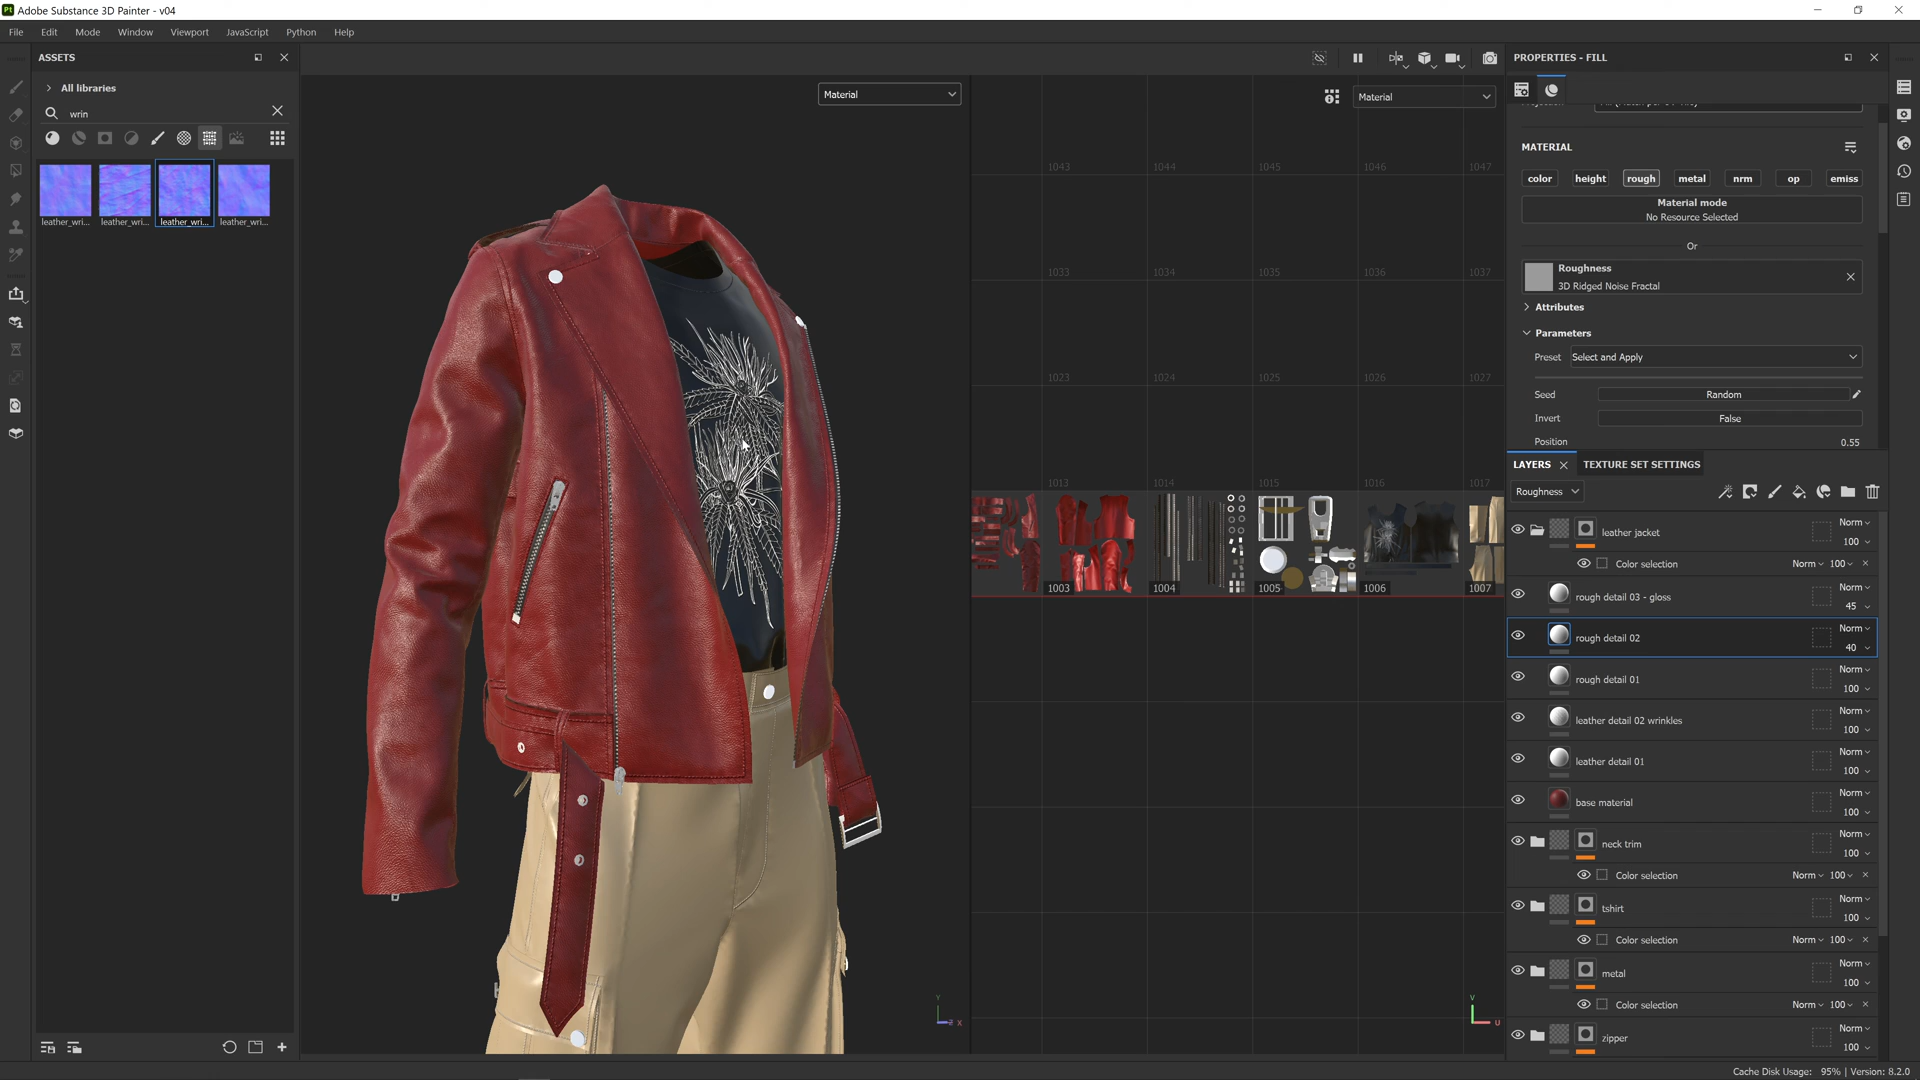 Pt Adobe Substance 3D Painter - v04
File Edit Mode Window Viewport JavaScript Python Help
ASSETS
All libraries
wrin
leather_wri... leather_wri... leather_wri... leather_wri...
Material
Material
1043 1044 1045 1046 1047
1033 1034 1035 1036 1037
1023 1024 1025 1026 1027
1013 1014 1015 1016 1017
1003 1004 1005 1006 1007
Y
Z X
V
U
PROPERTIES - FILL
MATERIAL
color height rough metal nrm op emiss
Material mode
No Resource Selected
Or
Roughness
3D Ridged Noise Fractal
Attributes
Parameters
Preset Select and Apply
Seed Random
Invert False
Position 0.55
LAYERS TEXTURE SET SETTINGS
Roughness
leather jacket Norm 100
Color selection Norm 100
rough detail 03 - gloss Norm 45
rough detail 02 Norm 40
rough detail 01 Norm 100
leather detail 02 wrinkles Norm 100
leather detail 01 Norm 100
base material Norm 100
neck trim Norm 100
Color selection Norm 100
tshirt Norm 100
Color selection Norm 100
metal Norm 100
Color selection Norm 100
zipper Norm 100
Cache Disk Usage: 95% | Version: 8.2.0